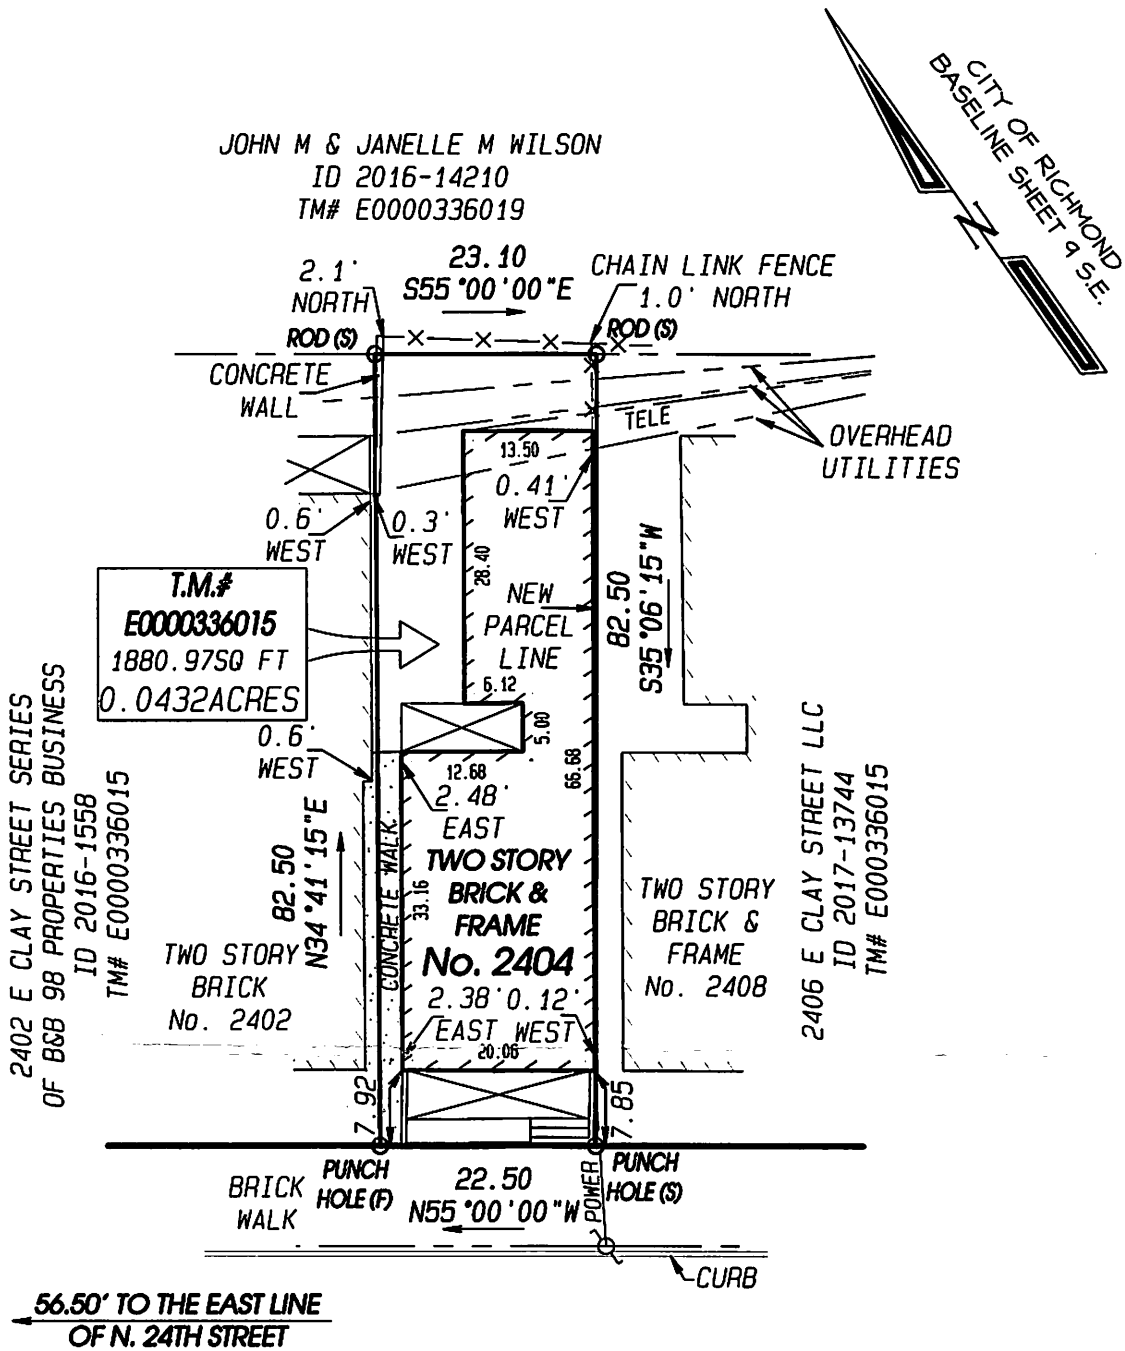 CITY OF RICHMOND
BASELINE SHEET 9 S.E.
N
JOHN M & JANELLE M WILSON
ID 2016-14210
TM# E0000336019
23.10
S55°00'00"E
2.1'
NORTH
CHAIN LINK FENCE
1.0' NORTH
ROD (S)
ROD (S)
CONCRETE
WALL
TELE
OVERHEAD
UTILITIES
13.50
0.41'
WEST
0.6'
WEST
0.3'
WEST
28.40
NEW
PARCEL
LINE
82.50
S35°06'15"W
T.M.#
E0000336015
1880.97SQ FT
0.0432ACRES
6.12
5.00
0.6'
WEST
12.68
66.68
2.48'
EAST
2402 E CLAY STREET SERIES
OF B&B 98 PROPERTIES BUSINESS
ID 2016-1558
TM# E0000336015
82.50
N34°41'15"E
CONCRETE WALK
33.16
TWO STORY
BRICK &
FRAME
No. 2404
TWO STORY
BRICK
No. 2402
TWO STORY
BRICK &
FRAME
No. 2408
2406 E CLAY STREET LLC
ID 2017-13744
TM# E000336015
2.38' 0.12'
EAST WEST
20.06
7.92
7.85
PUNCH
HOLE (F)
22.50
N55°00'00"W
POWER
PUNCH
HOLE (S)
BRICK
WALK
CURB
56.50' TO THE EAST LINE
OF N. 24TH STREET